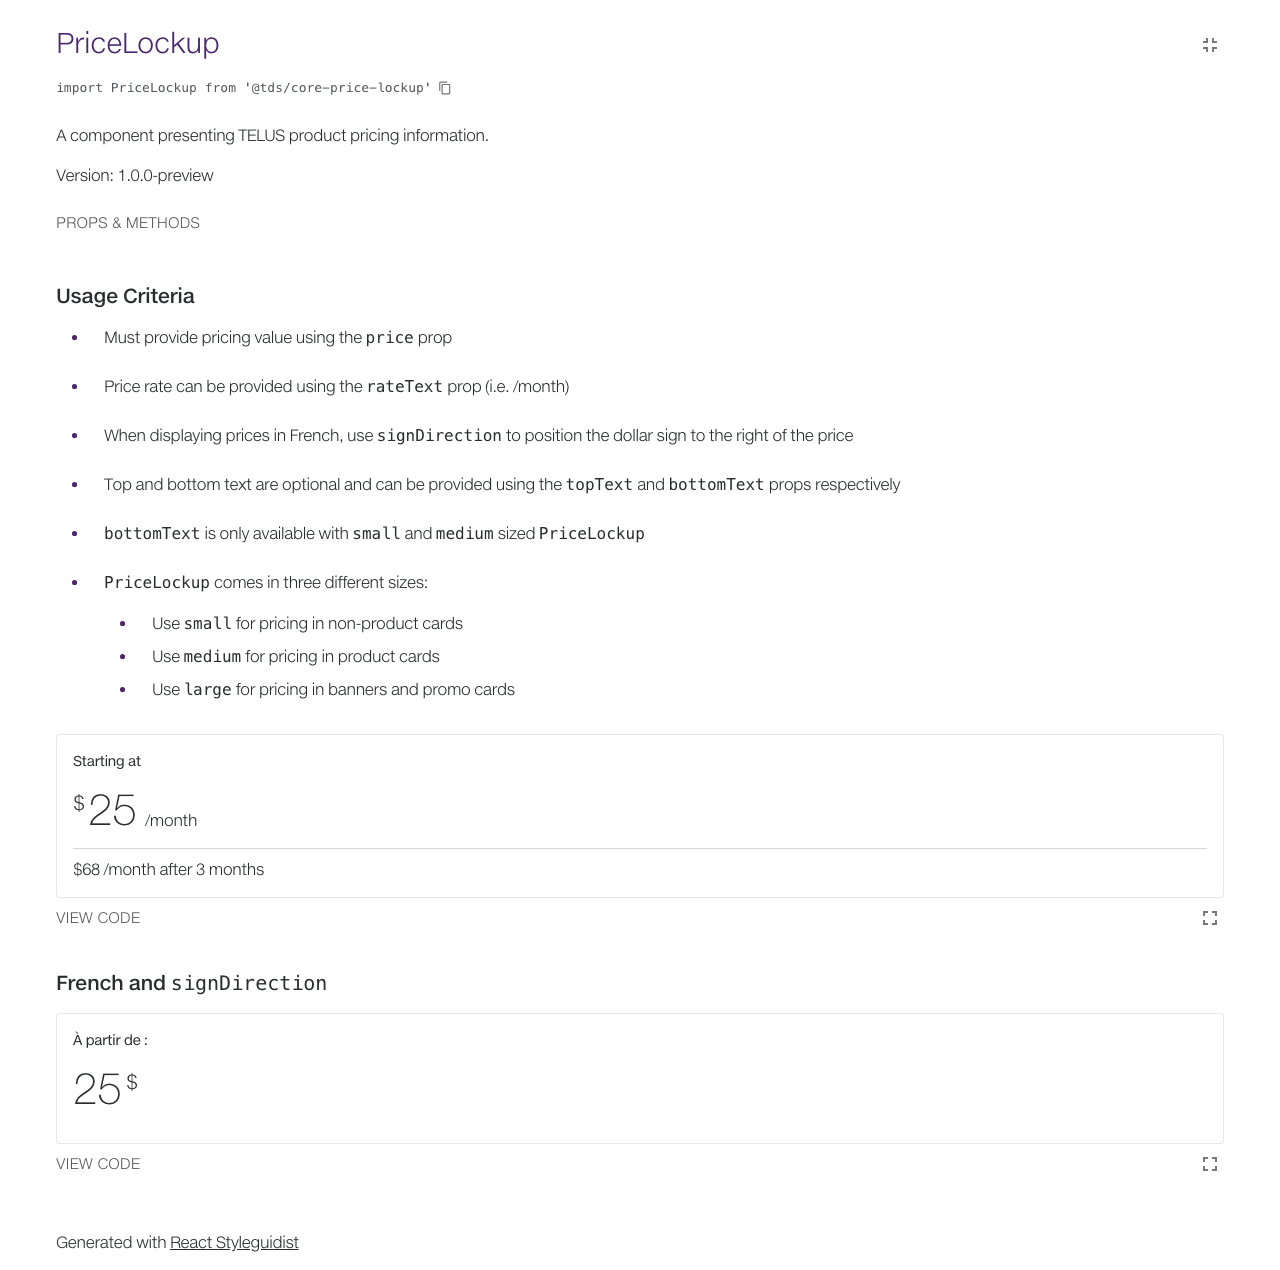 PriceLockup
import PriceLockup from '@tds/core-price-lockup'
A component presenting TELUS product pricing information.
Version: 1.0.0-preview
PROPS & METHODS
Usage Criteria
• Must provide pricing value using the price prop
• Price rate can be provided using the rateText prop (i.e. /month)
• When displaying prices in French, use signDirection to position the dollar sign to the right of the price
• Top and bottom text are optional and can be provided using the topText and bottomText props respectively
• bottomText is only available with small and medium sized PriceLockup
• PriceLockup comes in three different sizes:
• Use small for pricing in non-product cards
• Use medium for pricing in product cards
• Use large for pricing in banners and promo cards
Starting at
$25 /month
$68 /month after 3 months
VIEW CODE
French and signDirection
À partir de :
25$
VIEW CODE
Generated with React Styleguidist